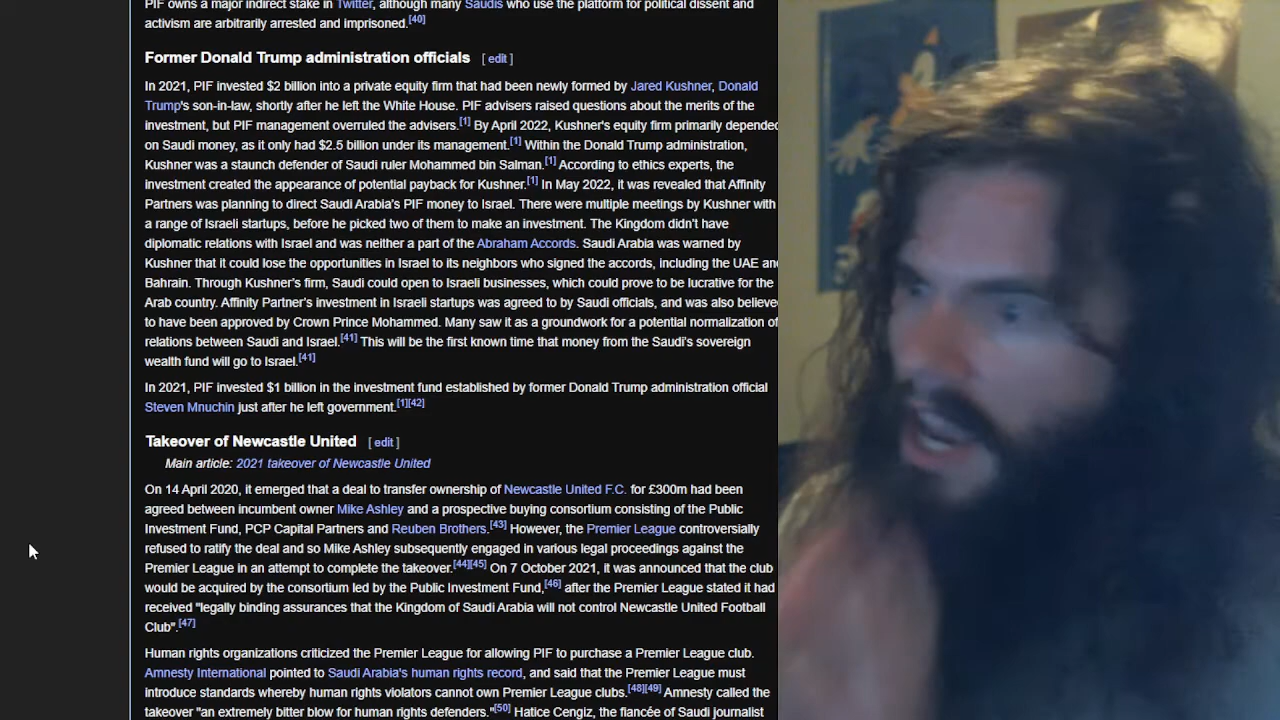 PIF owns a major indirect stake in Twitter, although many Saudis who use the platform for political dissent and
activism are arbitrarily arrested and imprisoned.[40]
Former Donald Trump administration officials [ edit ]
In 2021, PIF invested $2 billion into a private equity firm that had been newly formed by Jared Kushner, Donald
Trump's son-in-law, shortly after he left the White House. PIF advisers raised questions about the merits of the
investment, but PIF management overruled the advisers.[1] By April 2022, Kushner's equity firm primarily depended
on Saudi money, as it only had $2.5 billion under its management.[1] Within the Donald Trump administration,
Kushner was a staunch defender of Saudi ruler Mohammed bin Salman.[1] According to ethics experts, the
investment created the appearance of potential payback for Kushner.[1] In May 2022, it was revealed that Affinity
Partners was planning to direct Saudi Arabia's PIF money to Israel. There were multiple meetings by Kushner with
a range of Israeli startups, before he picked two of them to make an investment. The Kingdom didn't have
diplomatic relations with Israel and was neither a part of the Abraham Accords. Saudi Arabia was warned by
Kushner that it could lose the opportunities in Israel to its neighbors who signed the accords, including the UAE and
Bahrain. Through Kushner's firm, Saudi could open to Israeli businesses, which could prove to be lucrative for the
Arab country. Affinity Partner's investment in Israeli startups was agreed to by Saudi officials, and was also believe
to have been approved by Crown Prince Mohammed. Many saw it as a groundwork for a potential normalization of
relations between Saudi and Israel.[41] This will be the first known time that money from the Saudi's sovereign
wealth fund will go to Israel.[41]
In 2021, PIF invested $1 billion in the investment fund established by former Donald Trump administration official
Steven Mnuchin just after he left government.[1][42]
Takeover of Newcastle United [ edit ]
Main article: 2021 takeover of Newcastle United
On 14 April 2020, it emerged that a deal to transfer ownership of Newcastle United F.C. for £300m had been
agreed between incumbent owner Mike Ashley and a prospective buying consortium consisting of the Public
Investment Fund, PCP Capital Partners and Reuben Brothers.[43] However, the Premier League controversially
refused to ratify the deal and so Mike Ashley subsequently engaged in various legal proceedings against the
Premier League in an attempt to complete the takeover.[44][45] On 7 October 2021, it was announced that the club
would be acquired by the consortium led by the Public Investment Fund,[46] after the Premier League stated it had
received "legally binding assurances that the Kingdom of Saudi Arabia will not control Newcastle United Football
Club".[47]
Human rights organizations criticized the Premier League for allowing PIF to purchase a Premier League club.
Amnesty International pointed to Saudi Arabia's human rights record, and said that the Premier League must
introduce standards whereby human rights violators cannot own Premier League clubs.[48][49] Amnesty called the
takeover "an extremely bitter blow for human rights defenders."[50] Hatice Cengiz, the fiancée of Saudi journalist